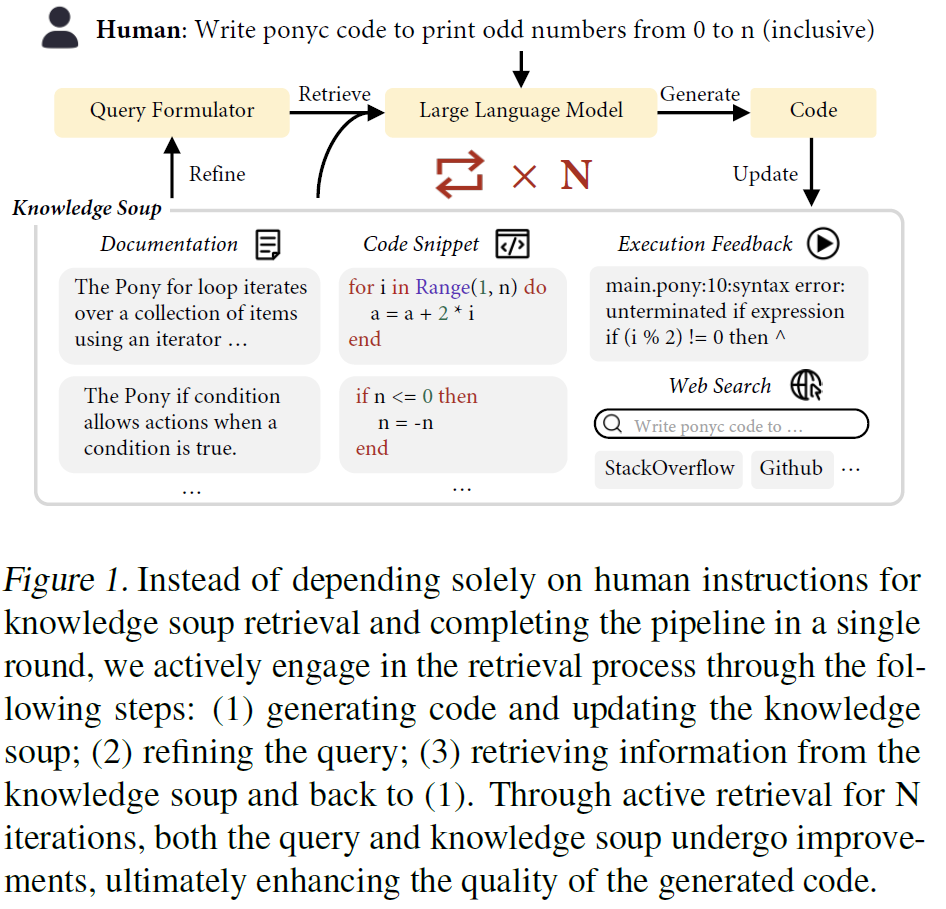 Human: Write ponyc code to print odd numbers from 0 to n (inclusive)
Query Formulator
Retrieve
Large Language Model
Generate
Code
Refine
× N
Update
Knowledge Soup
Documentation
The Pony for loop iterates
over a collection of items
using an iterator …
The Pony if condition
allows actions when a
condition is true.
…
Code Snippet
for i in Range(1, n) do
a = a + 2 * i
end
if n <= 0 then
n = -n
end
…
Execution Feedback
main.pony:10:syntax error:
unterminated if expression
if (i % 2) != 0 then ^
Web Search
Write ponyc code to …
StackOverflow
Github
…
Figure 1. Instead of depending solely on human instructions for
knowledge soup retrieval and completing the pipeline in a single
round, we actively engage in the retrieval process through the fol-
lowing steps: (1) generating code and updating the knowledge
soup; (2) refining the query; (3) retrieving information from the
knowledge soup and back to (1). Through active retrieval for N
iterations, both the query and knowledge soup undergo improve-
ments, ultimately enhancing the quality of the generated code.